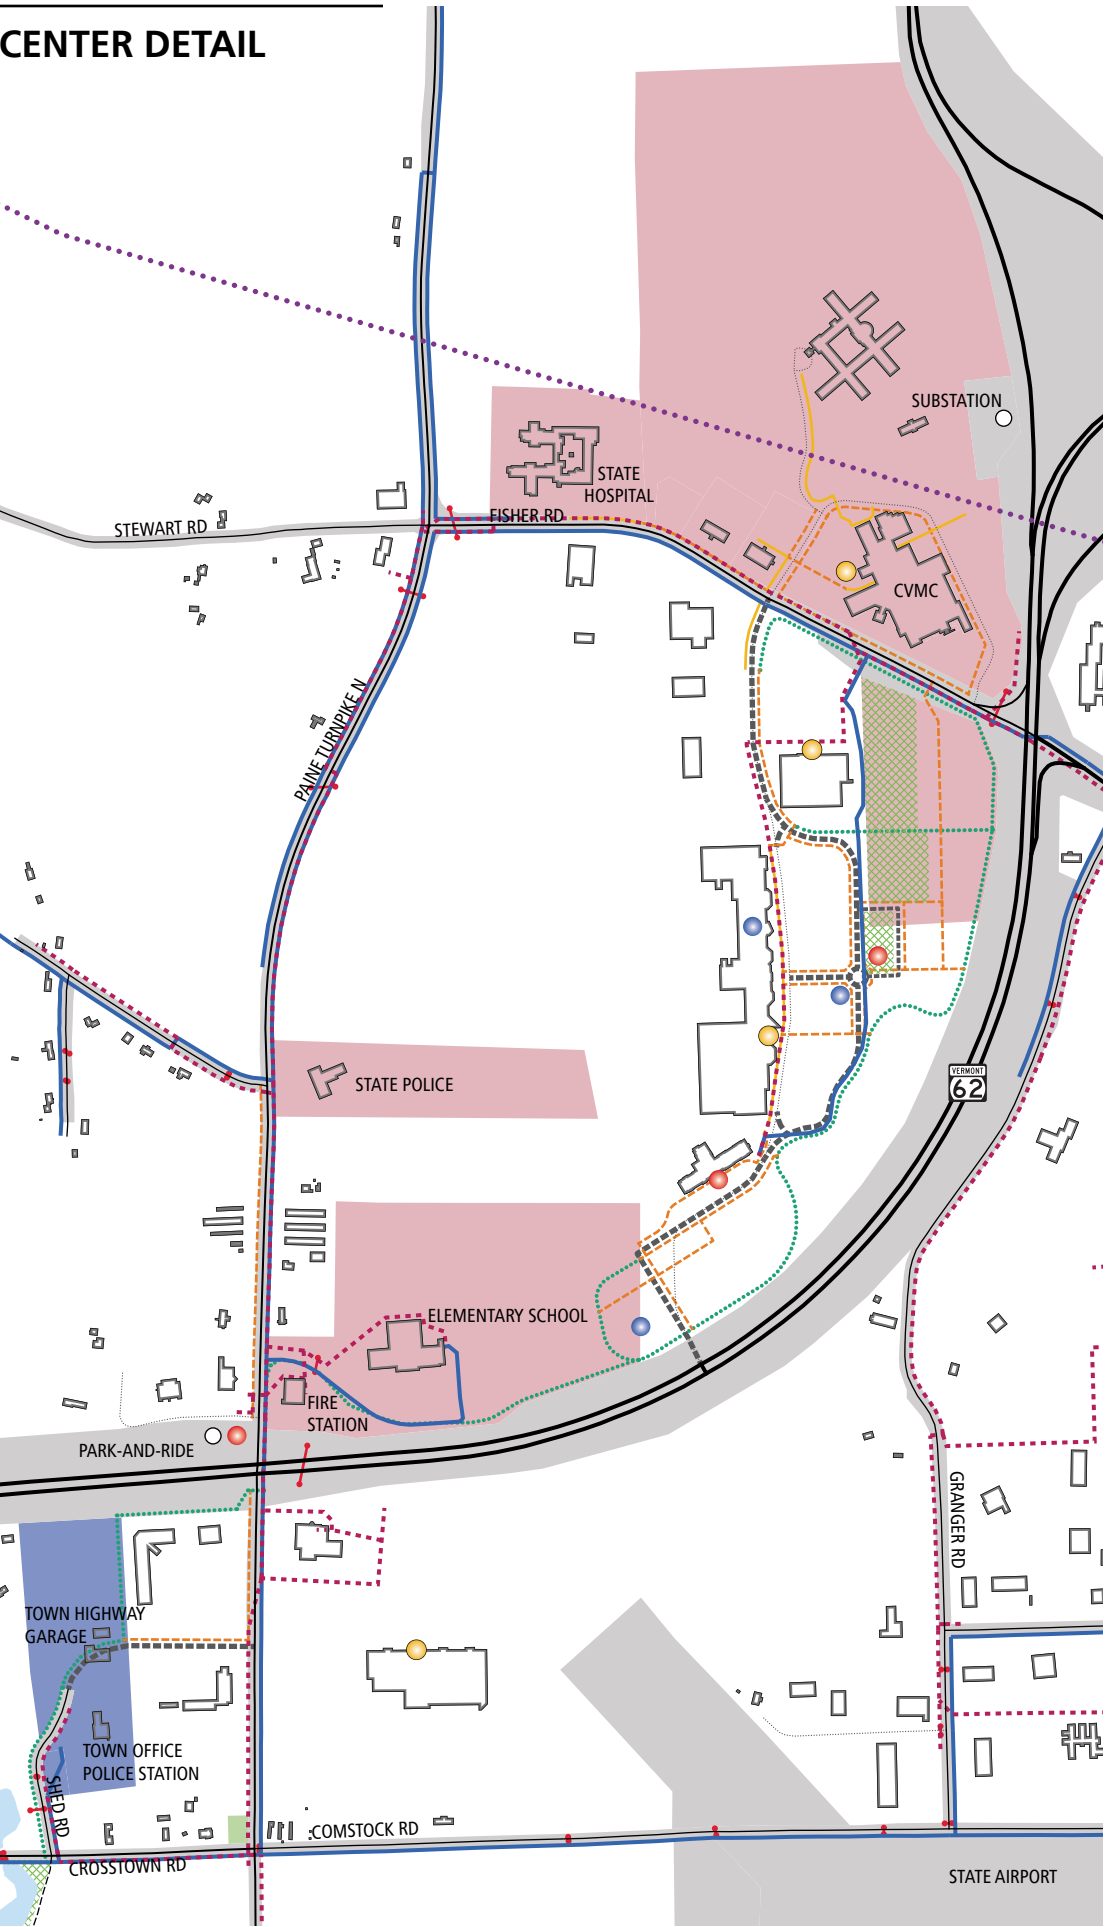 CENTER DETAIL
SUBSTATION
STATE
HOSPITAL
FISHER RD
STEWART RD
CVMC
PAINE TURNPIKE N
STATE POLICE
VERMONT
62
ELEMENTARY SCHOOL
FIRE
STATION
PARK-AND-RIDE
GRANGER RD
TOWN HIGHWAY
GARAGE
TOWN OFFICE
POLICE STATION
SHED RD
COMSTOCK RD
CROSSTOWN RD
STATE AIRPORT